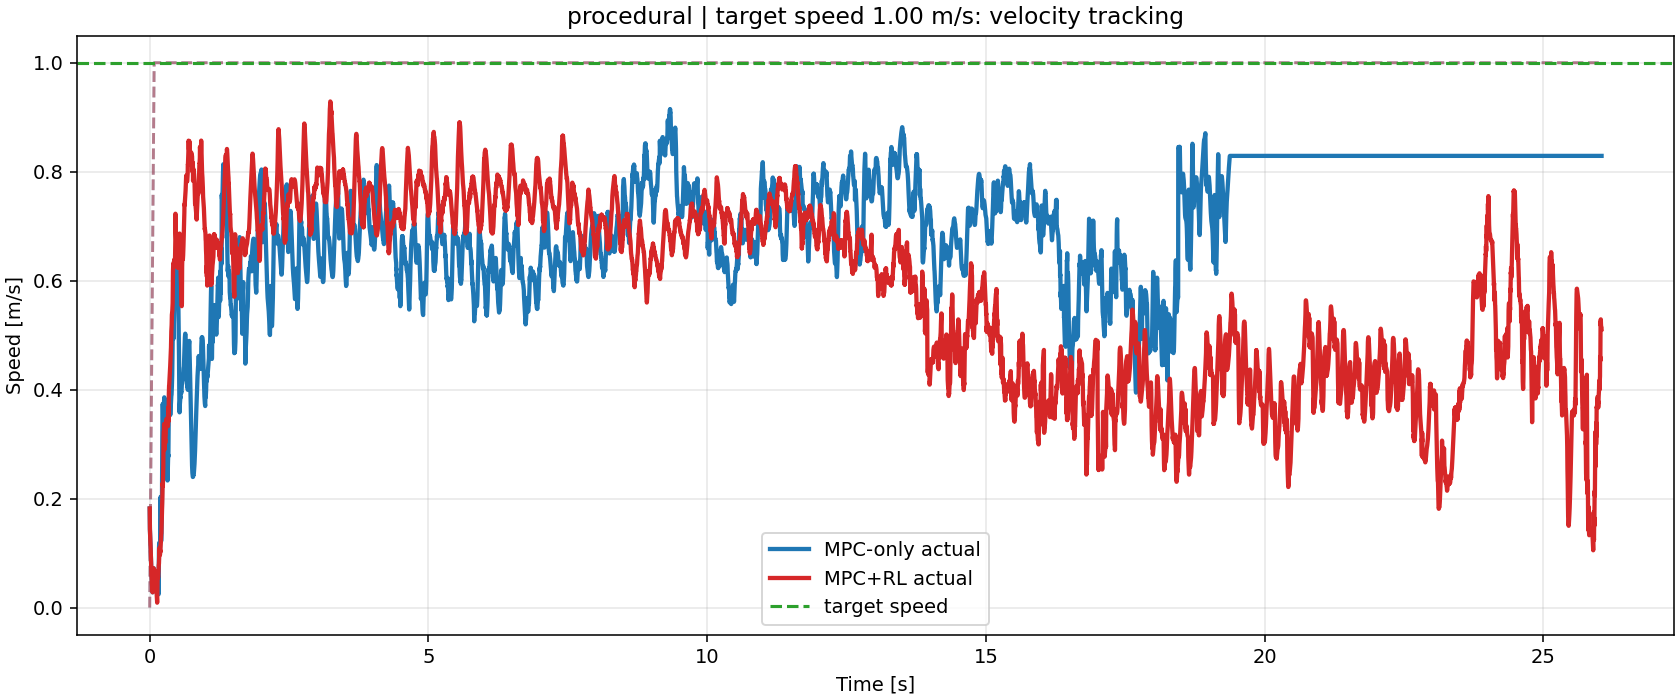 procedural | target speed 1.00 m/s: velocity tracking
Speed [m/s]
1.0
0.8
0.6
0.4
0.2
0.0
MPC-only actual
MPC+RL actual
target speed
0 5 10 15 20 25
Time [s]